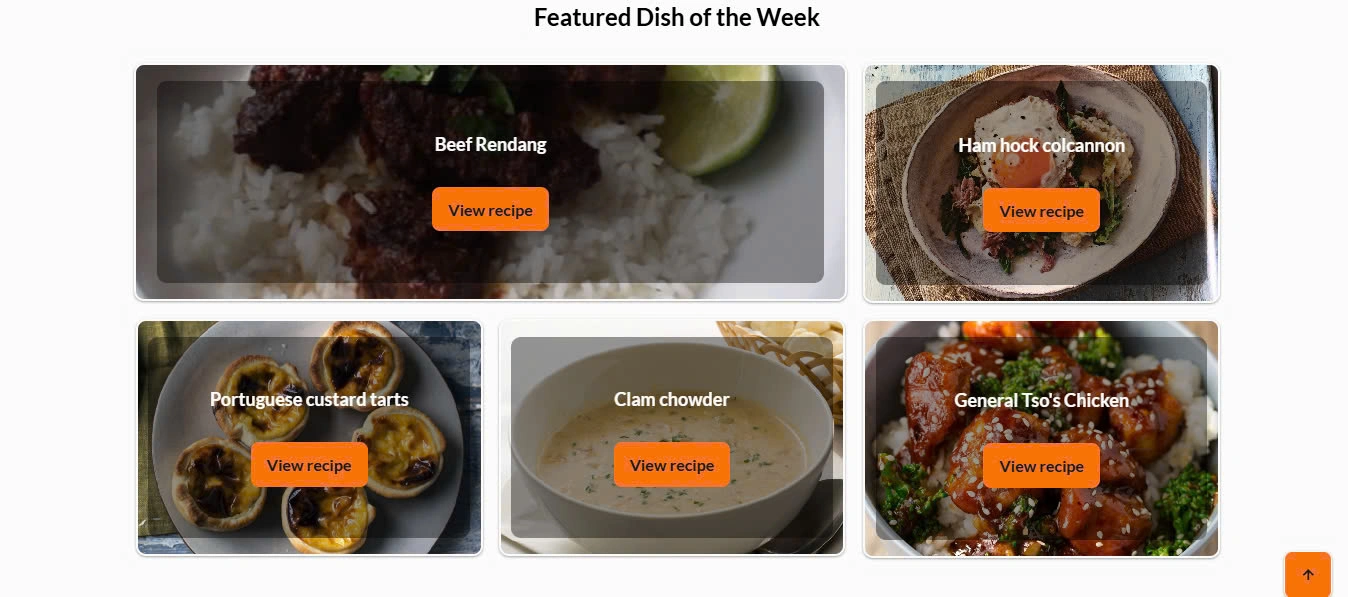 Featured Dish of the Week
Beef Rendang
View recipe
Ham hock colcannon
View recipe
Portuguese custard tarts
View recipe
Clam chowder
View recipe
General Tso's Chicken
View recipe